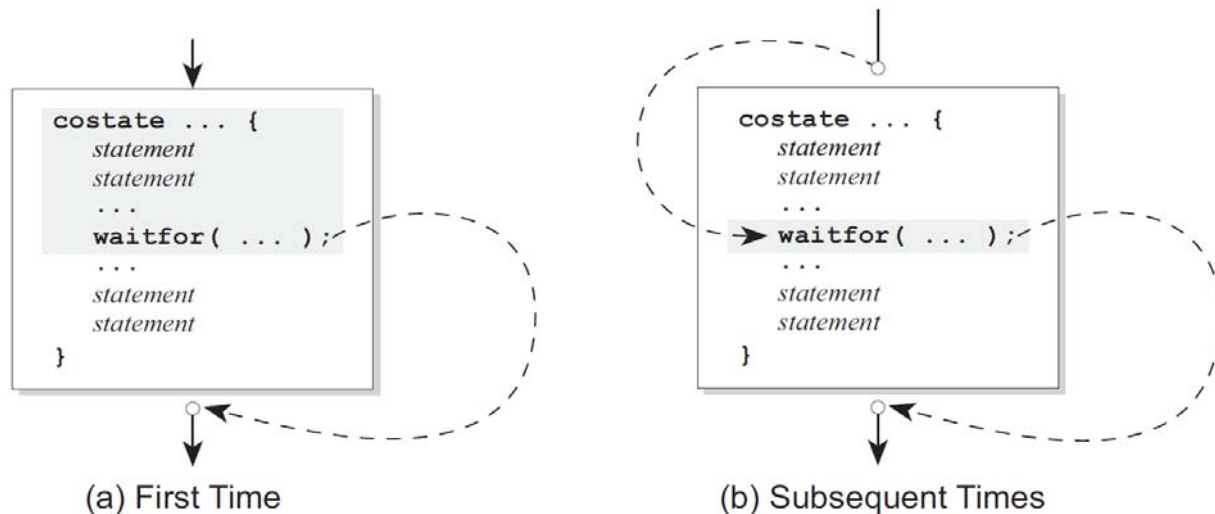 costate ... {
statement
statement
...
waitfor( ... );
...
statement
statement
}
(a) First Time
costate ... {
statement
statement
...
waitfor( ... );
...
statement
statement
}
(b) Subsequent Times